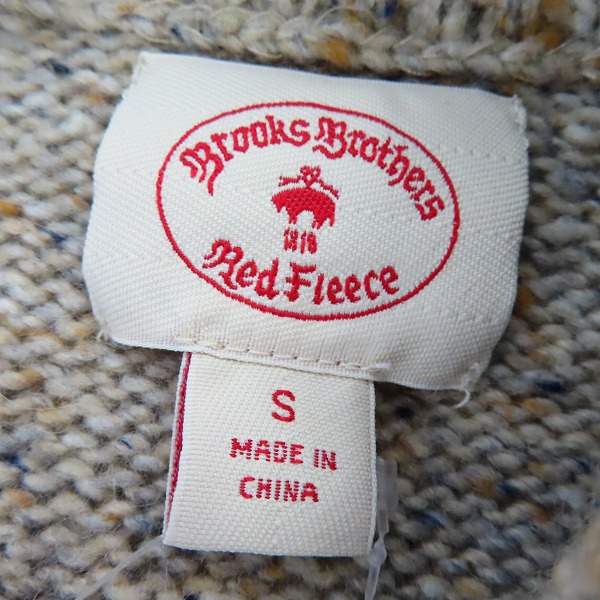 Brooks Brothers
1818
Red Fleece
S
MADE IN
CHINA